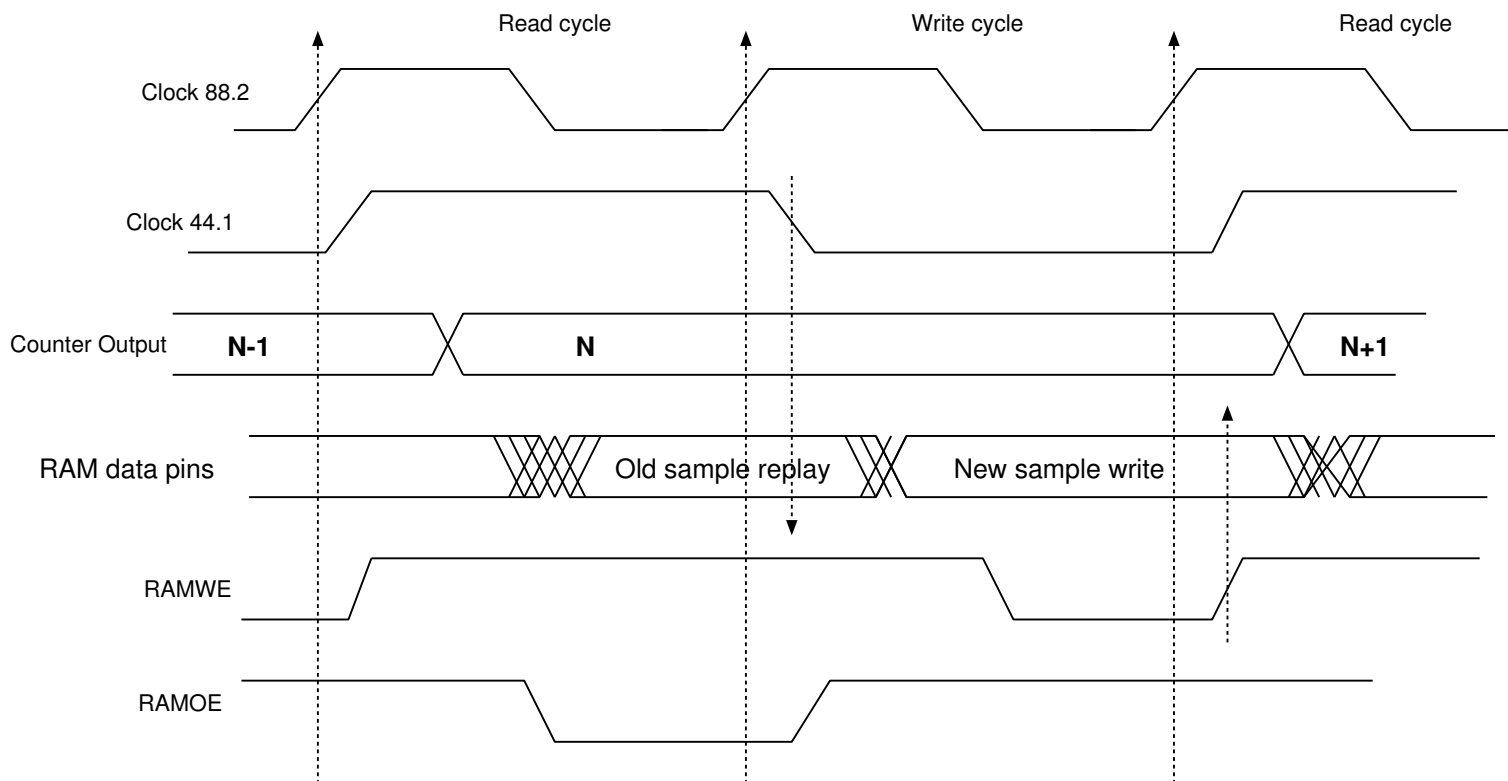 Read cycle Write cycle Read cycle
Clock 88.2
Clock 44.1
Counter Output N-1 N N+1
RAM data pins Old sample replay New sample write
RAMWE
RAMOE